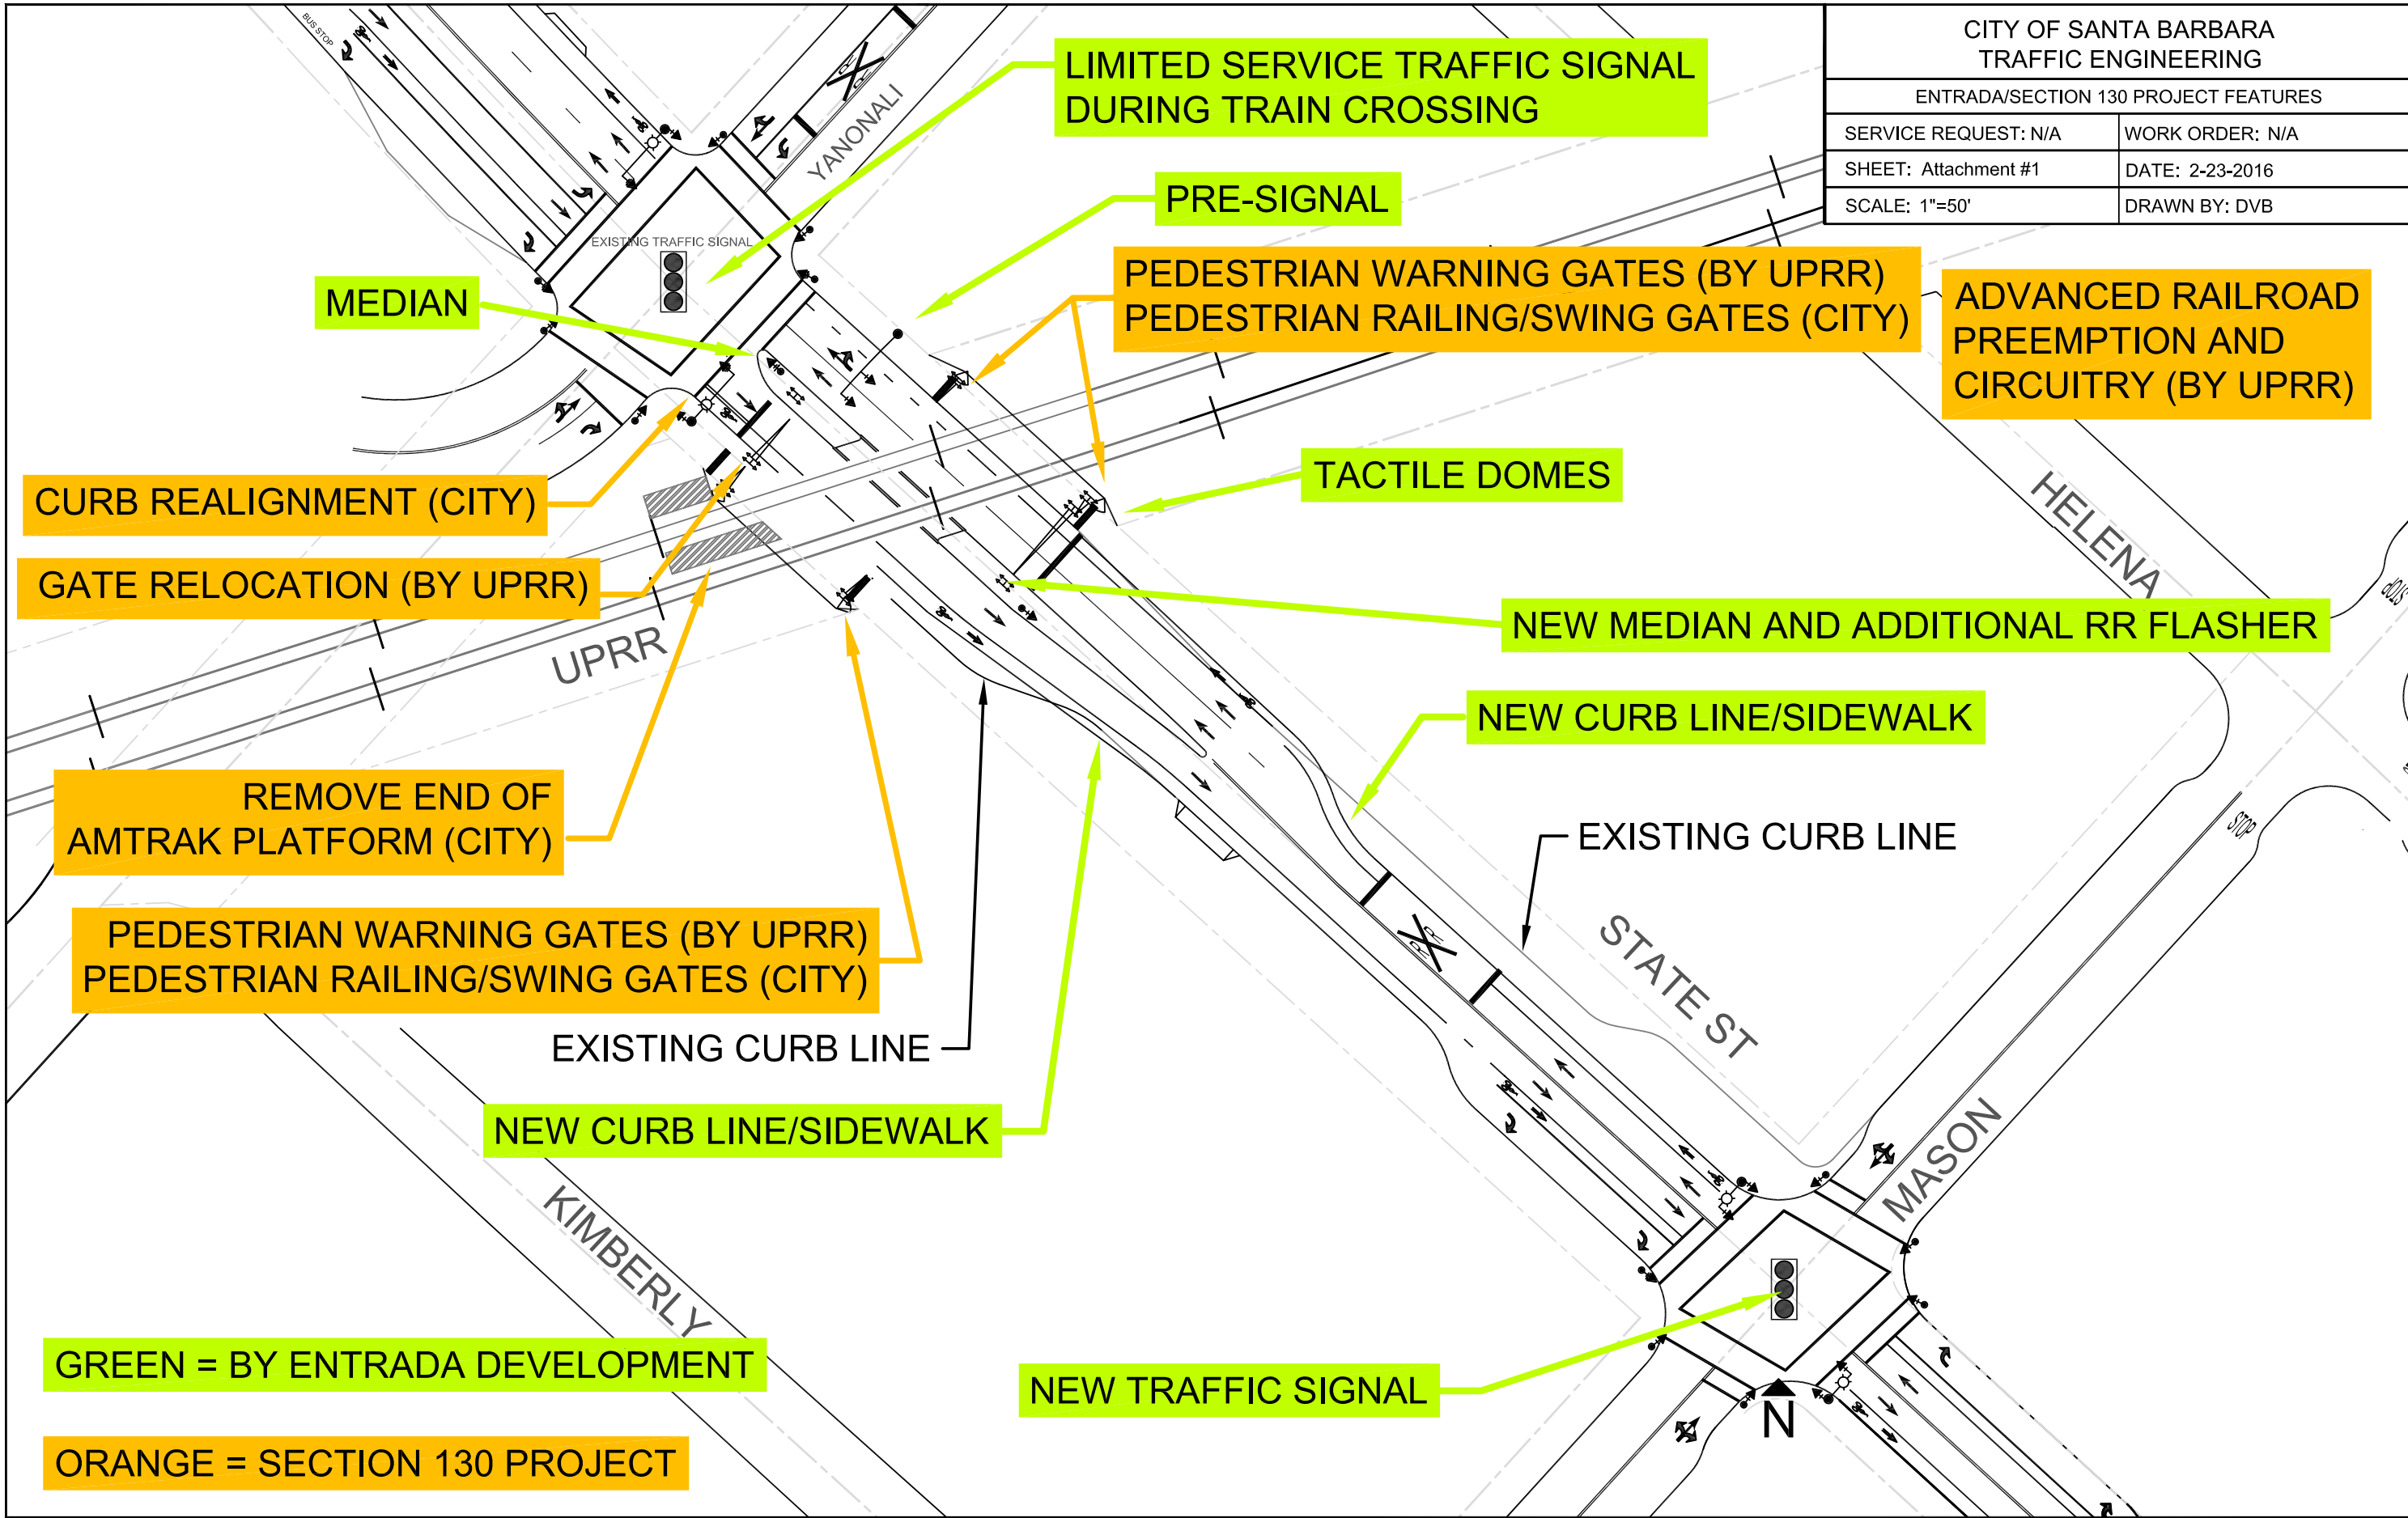 CITY OF SANTA BARBARA
TRAFFIC ENGINEERING
ENTRADA/SECTION 130 PROJECT FEATURES
SERVICE REQUEST: N/A
WORK ORDER: N/A
SHEET: Attachment #1
DATE: 2-23-2016
SCALE: 1"=50'
DRAWN BY: DVB
BUS STOP
LIMITED SERVICE TRAFFIC SIGNAL
DURING TRAIN CROSSING
R R
YANONALI
PRE-SIGNAL
EXISTING TRAFFIC SIGNAL
MEDIAN
PEDESTRIAN WARNING GATES (BY UPRR)
PEDESTRIAN RAILING/SWING GATES (CITY)
ADVANCED RAILROAD
PREEMPTION AND
CIRCUITRY (BY UPRR)
CURB REALIGNMENT (CITY)
TACTILE DOMES
HELENA
GATE RELOCATION (BY UPRR)
STOP
NEW MEDIAN AND ADDITIONAL RR FLASHER
UPRR
NEW CURB LINE/SIDEWALK
REMOVE END OF
AMTRAK PLATFORM (CITY)
EXISTING CURB LINE
STOP
PEDESTRIAN WARNING GATES (BY UPRR)
PEDESTRIAN RAILING/SWING GATES (CITY)
R R
STATE ST
EXISTING CURB LINE
NEW CURB LINE/SIDEWALK
MASON
KIMBERLY
GREEN = BY ENTRADA DEVELOPMENT
NEW TRAFFIC SIGNAL
N
ORANGE = SECTION 130 PROJECT